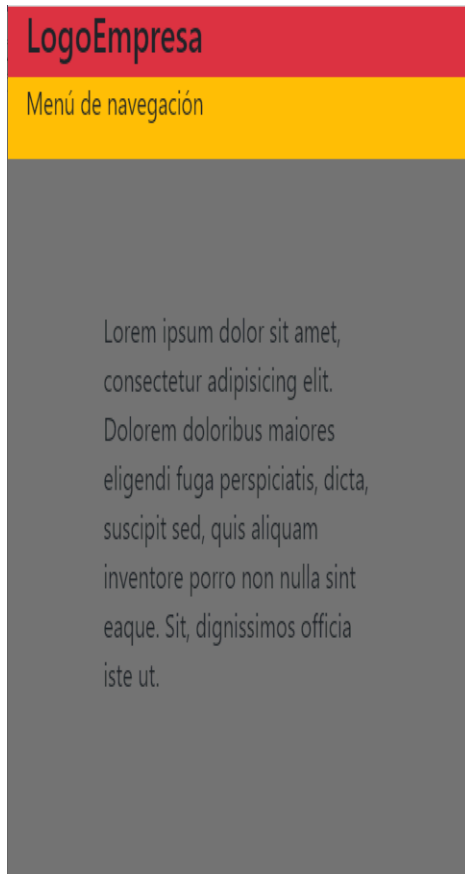 LogoEmpresa
Menú de navegación
Lorem ipsum dolor sit amet,
consectetur adipisicing elit.
Dolorem doloribus maiores
eligendi fuga perspiciatis, dicta,
suscipit sed, quis aliquam
inventore porro non nulla sint
eaque. Sit, dignissimos officia
iste ut.